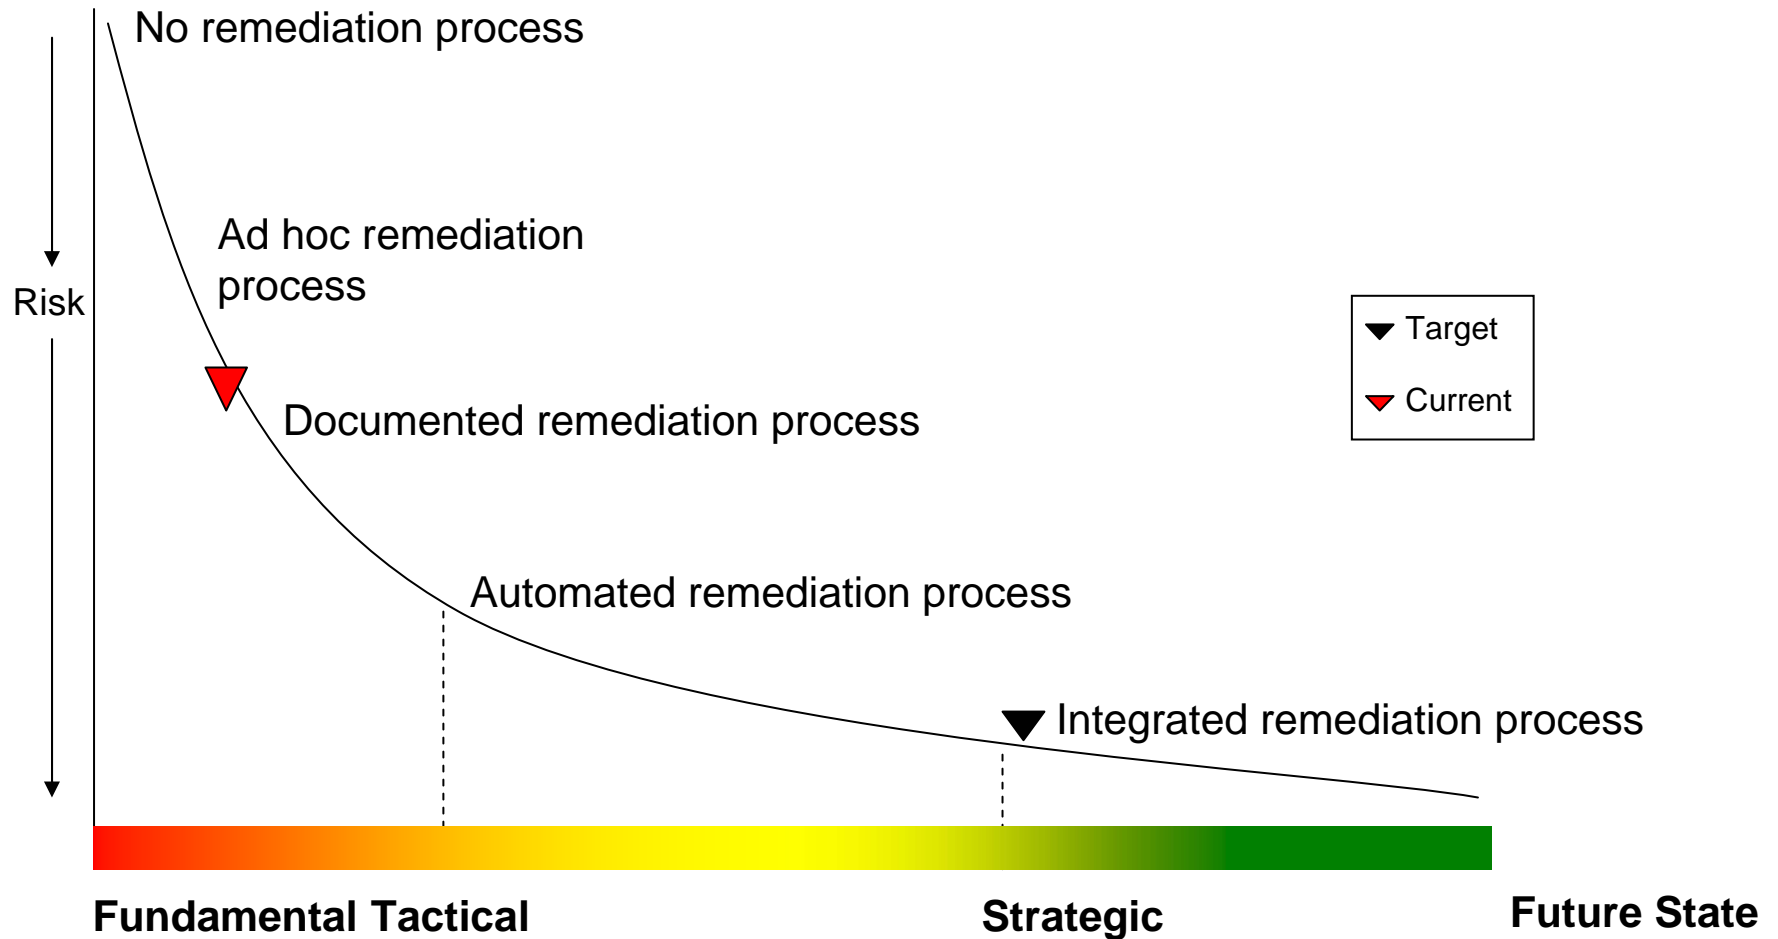 No remediation process
Ad hoc remediation
process
Risk
Target
Current
Documented remediation process
Automated remediation process
Integrated remediation process
Fundamental Tactical
Strategic
Future State